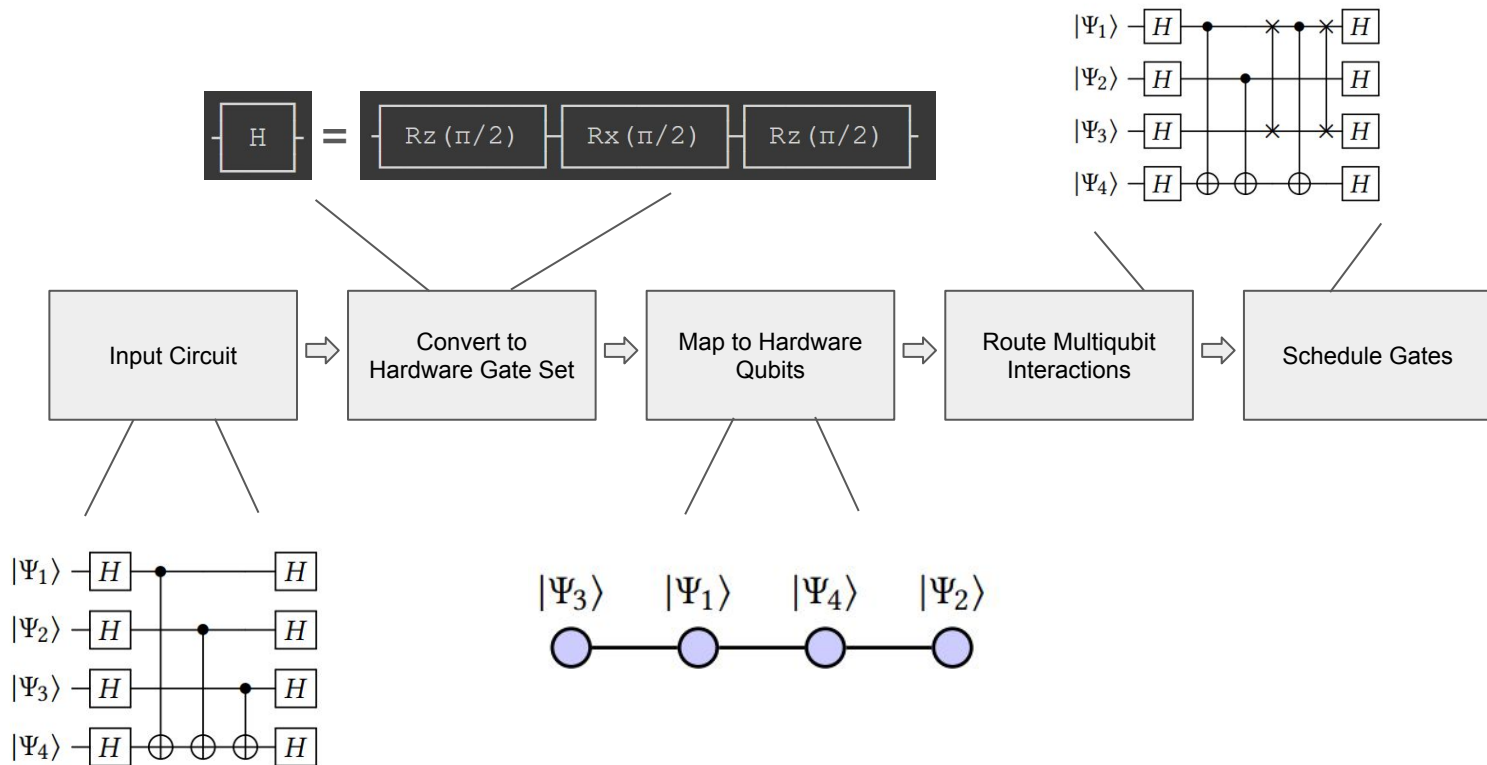 |Ψ₁⟩ H H
|Ψ₂⟩ H H
|Ψ₃⟩ H H
|Ψ₄⟩ H H
H = Rz(π/2) Rx(π/2) Rz(π/2)
Input Circuit
Convert to
Hardware Gate Set
Map to Hardware
Qubits
Route Multiqubit
Interactions
Schedule Gates
|Ψ₁⟩ H H
|Ψ₂⟩ H H
|Ψ₃⟩ H H
|Ψ₄⟩ H H
|Ψ₃⟩ |Ψ₁⟩ |Ψ₄⟩ |Ψ₂⟩